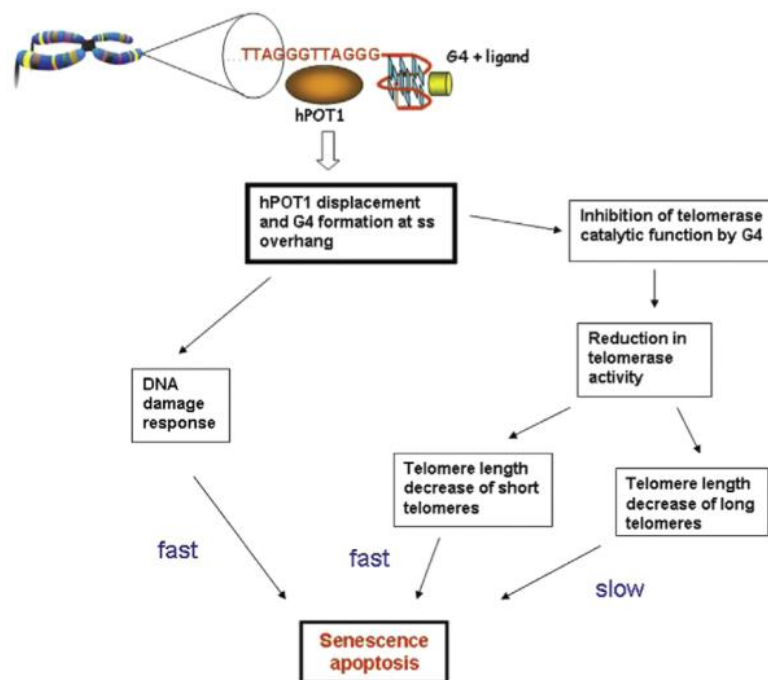 TTAGGGTTAGGG
G4 + ligand
hPOT1
hPOT1 displacement
and G4 formation at ss
overhang
Inhibition of telomerase
catalytic function by G4
Reduction in
telomerase
activity
DNA
damage
response
Telomere length
decrease of short
telomeres
Telomere length
decrease of long
telomeres
fast
fast
slow
Senescence
apoptosis